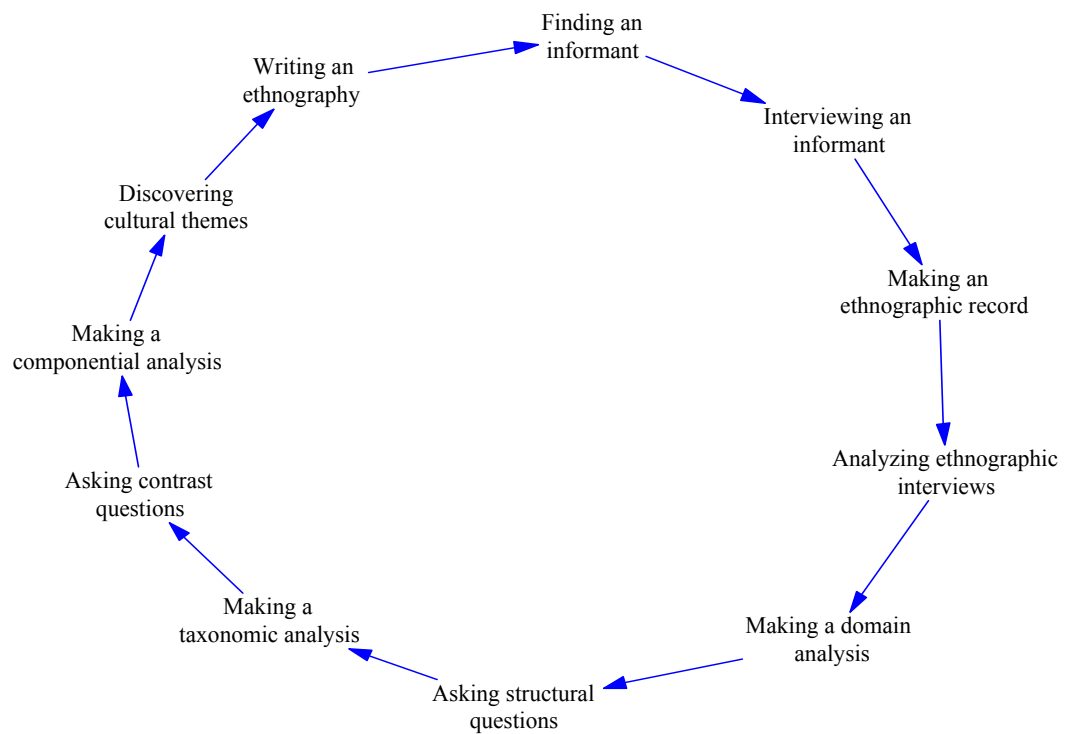 Finding an
informant
Interviewing an
informant
Making an
ethnographic record
Analyzing ethnographic
interviews
Making a domain
analysis
Asking structural
questions
Making a
taxonomic analysis
Asking contrast
questions
Making a
componential analysis
Discovering
cultural themes
Writing an
ethnography